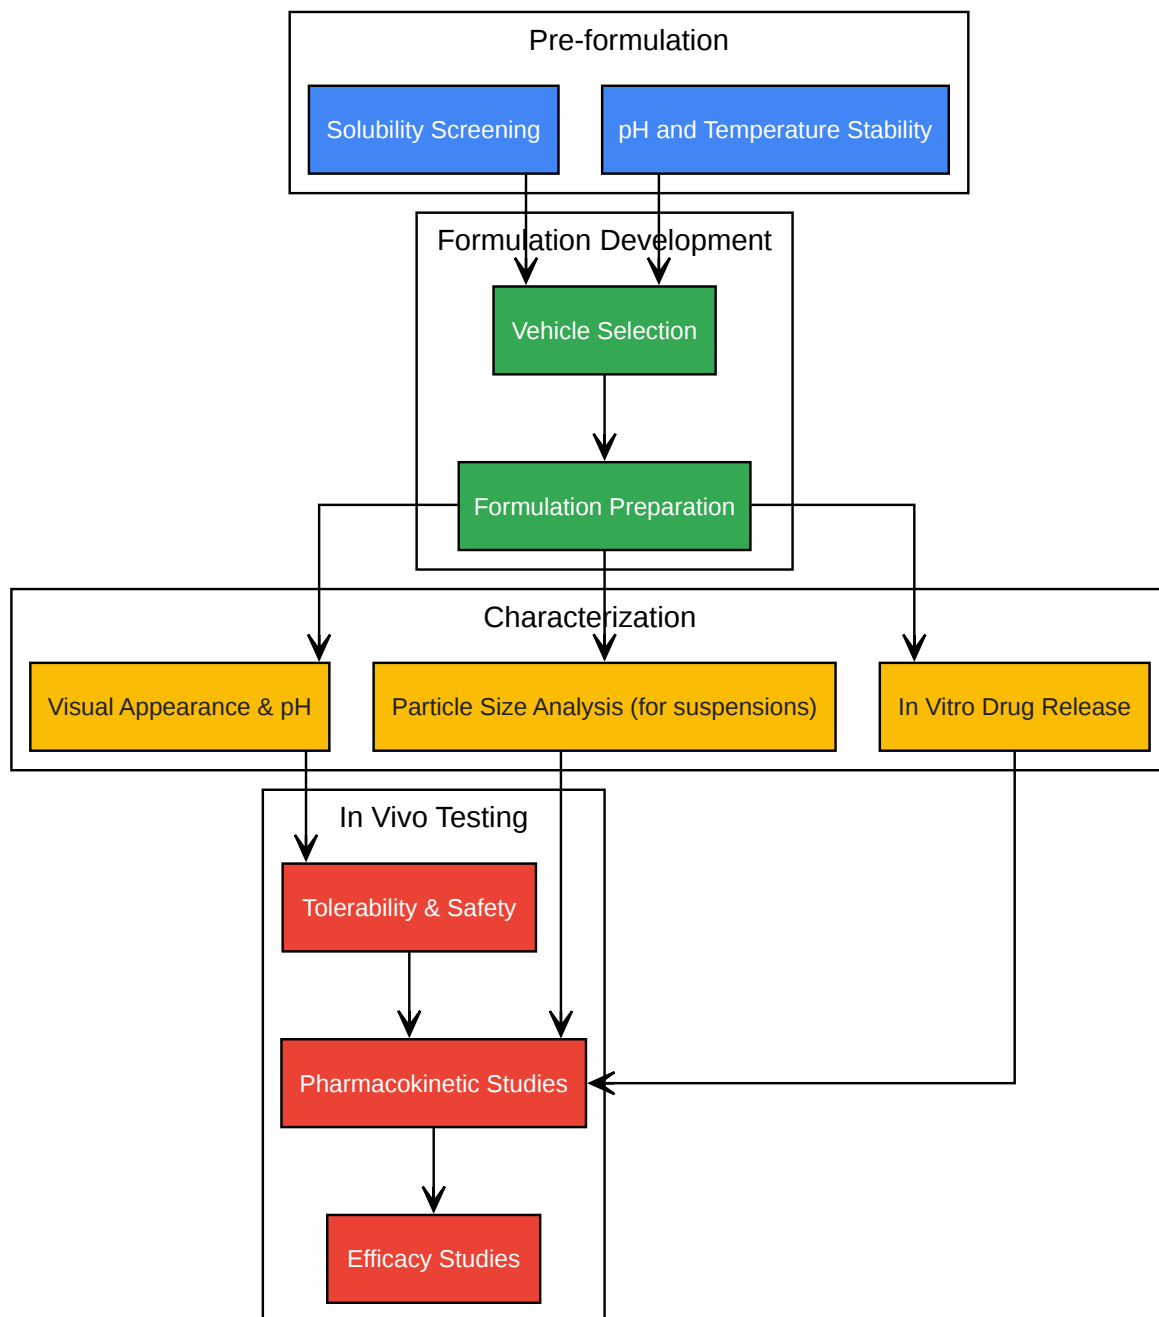 Pre-formulation
Solubility Screening
pH and Temperature Stability
Formulation Development
Vehicle Selection
Formulation Preparation
Characterization
Visual Appearance & pH
Particle Size Analysis (for suspensions)
In Vitro Drug Release
In Vivo Testing
Tolerability & Safety
Pharmacokinetic Studies
Efficacy Studies